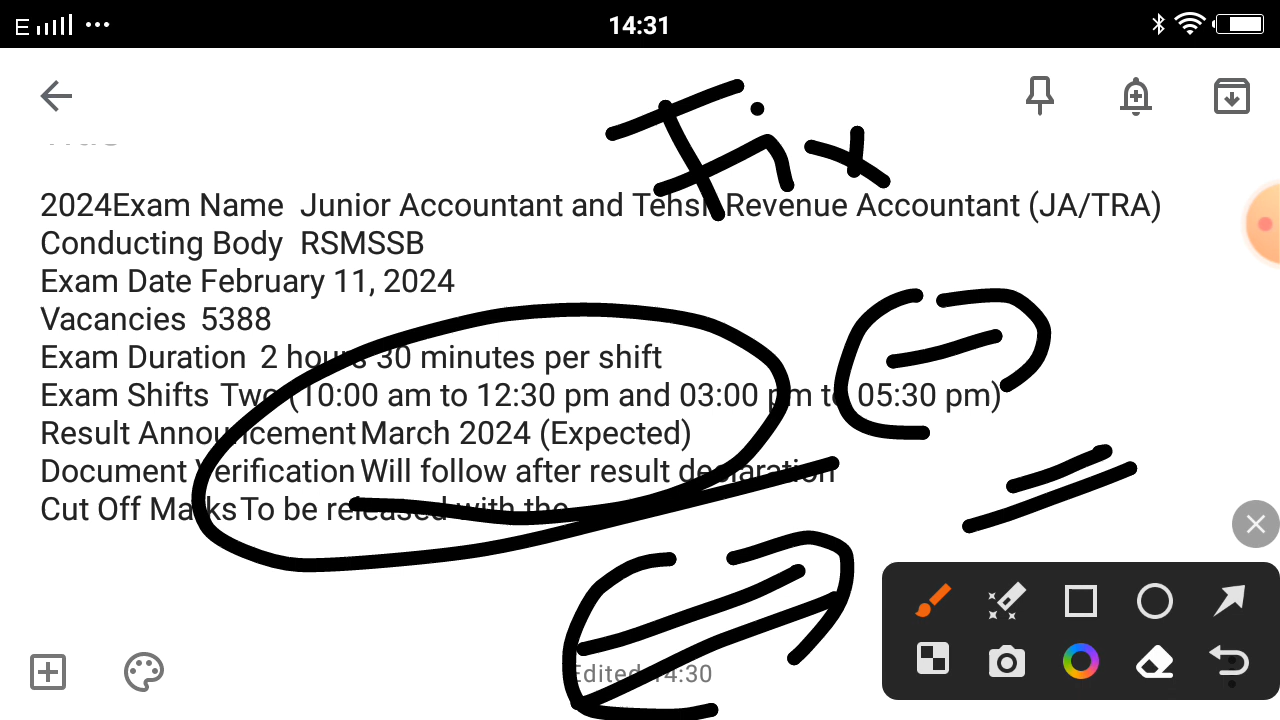 14:31
Fix
2024Exam Name Junior Accountant and Tehsil Revenue Accountant (JA/TRA)
Conducting Body RSMSSB
Exam Date February 11, 2024
Vacancies 5388
Exam Duration 2 hours 30 minutes per shift
Exam Shifts Two (10:00 am to 12:30 pm and 03:00 pm to 05:30 pm)
Result Announcement March 2024 (Expected)
Document Verification Will follow after result declaration
Cut Off Marks To be released with the
Edited 14:30